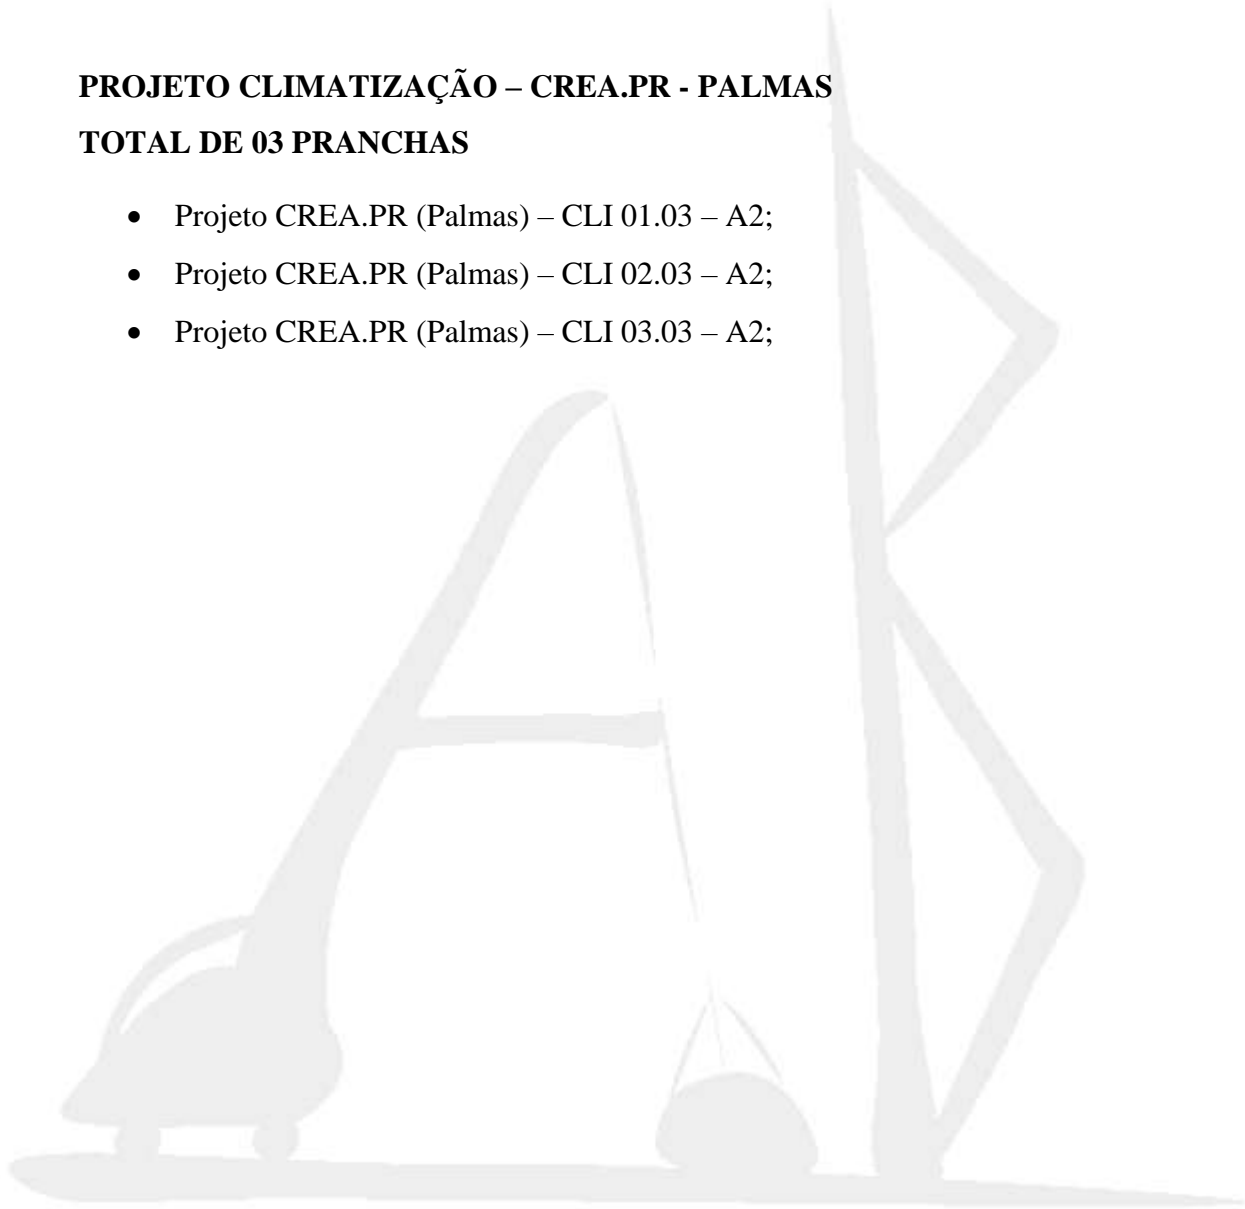 PROJETO CLIMATIZAÇÃO – CREA.PR - PALMAS
TOTAL DE 03 PRANCHAS
• Projeto CREA.PR (Palmas) – CLI 01.03 – A2;
• Projeto CREA.PR (Palmas) – CLI 02.03 – A2;
• Projeto CREA.PR (Palmas) – CLI 03.03 – A2;